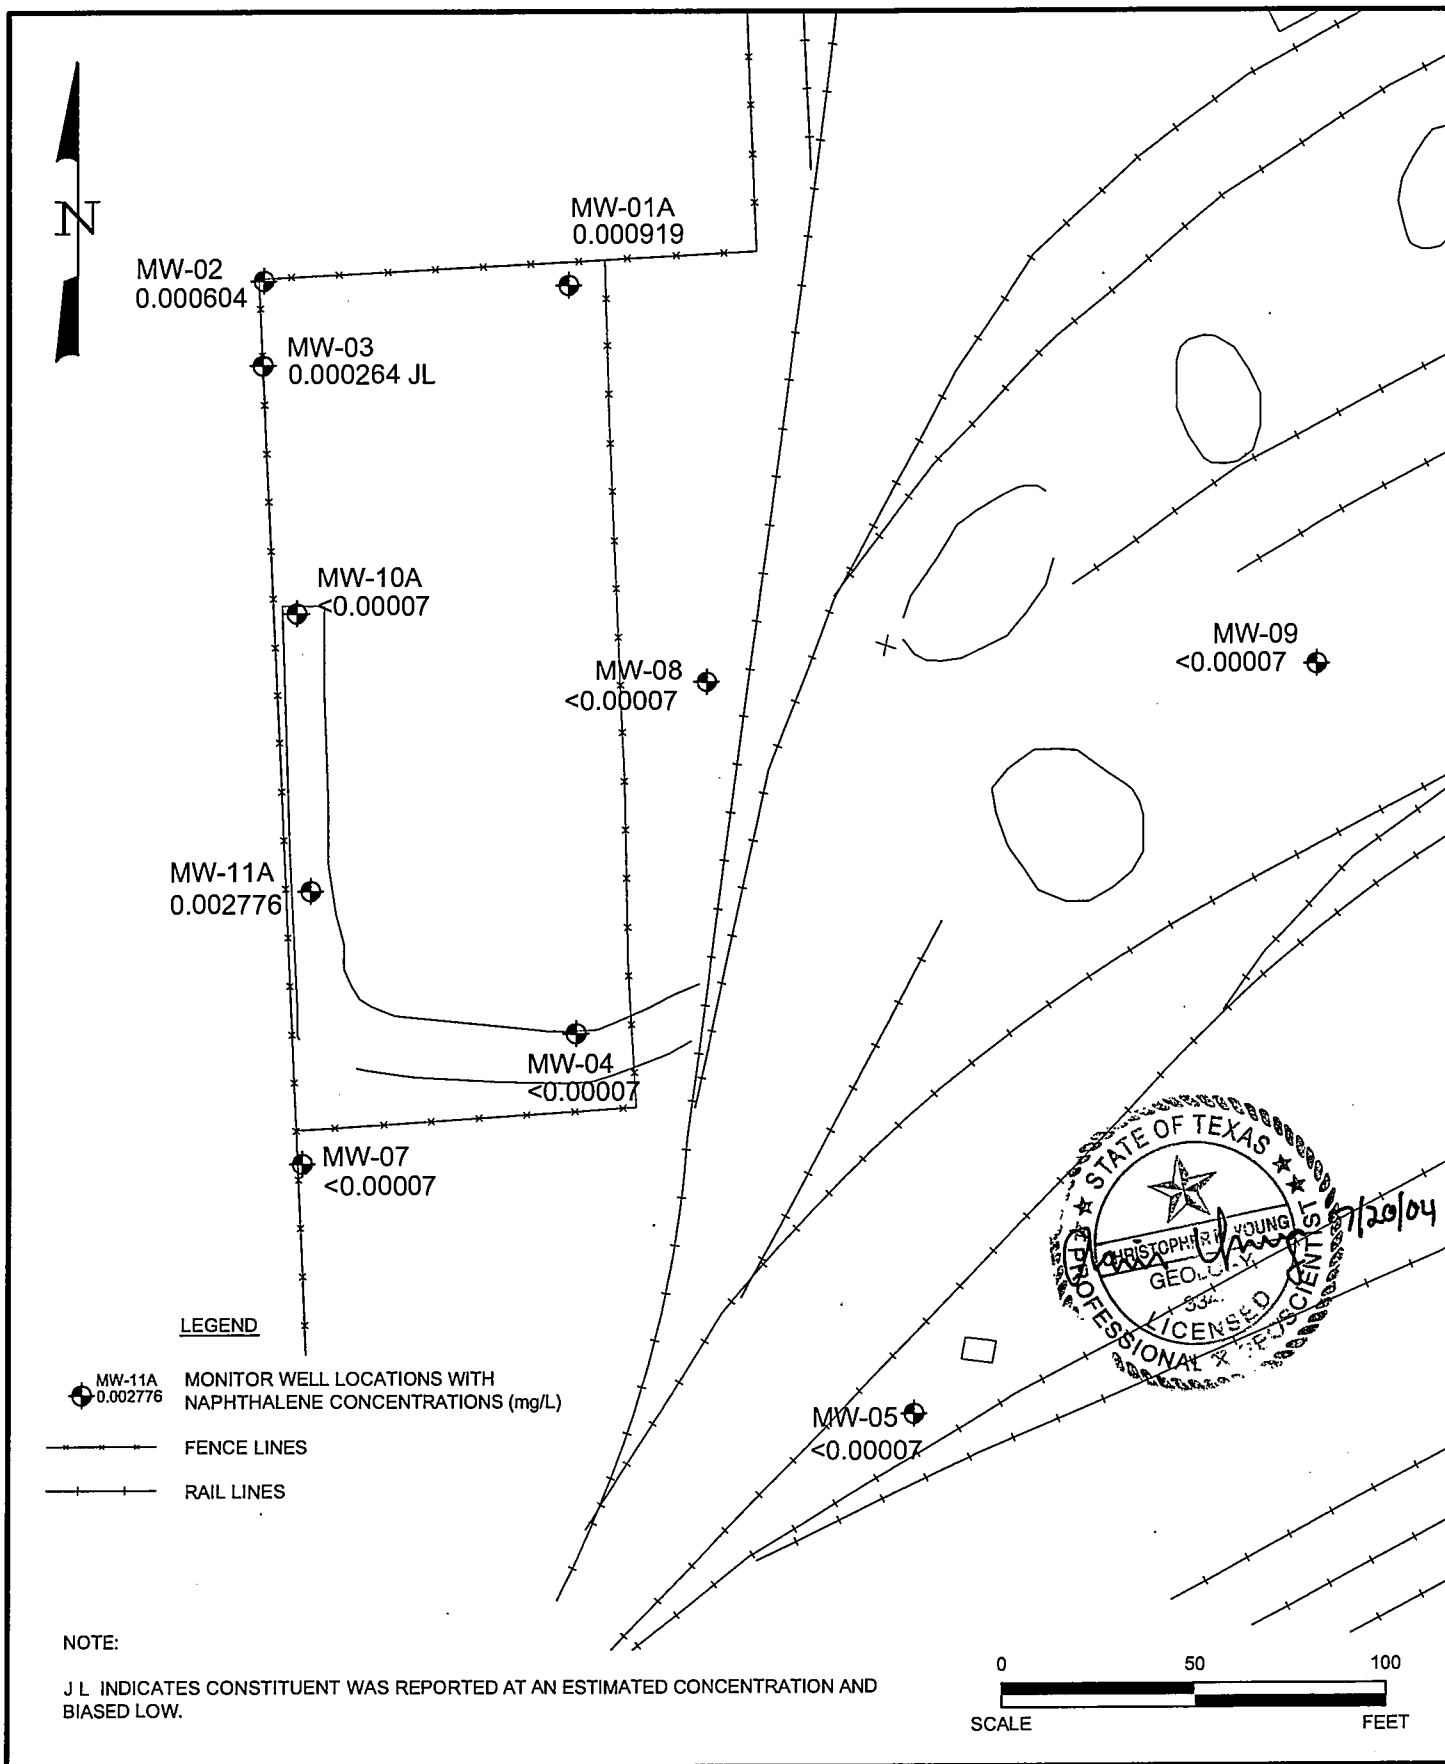 N
MW-01A
0.000919
MW-02
0.000604
MW-03
0.000264 JL
MW-10A
<0.00007
MW-08
<0.00007
MW-09
<0.00007
MW-11A
0.002776
MW-04
<0.00007
MW-07
<0.00007
MW-05
<0.00007
STATE OF TEXAS
YOUNG
LICENSED
PROFESSIONAL
7/20/04
LEGEND
MW-11A
0.002776
MONITOR WELL LOCATIONS WITH
NAPHTHALENE CONCENTRATIONS (mg/L)
FENCE LINES
RAIL LINES
NOTE:
J L INDICATES CONSTITUENT WAS REPORTED AT AN ESTIMATED CONCENTRATION AND
BIASED LOW.
0 50 100
SCALE FEET